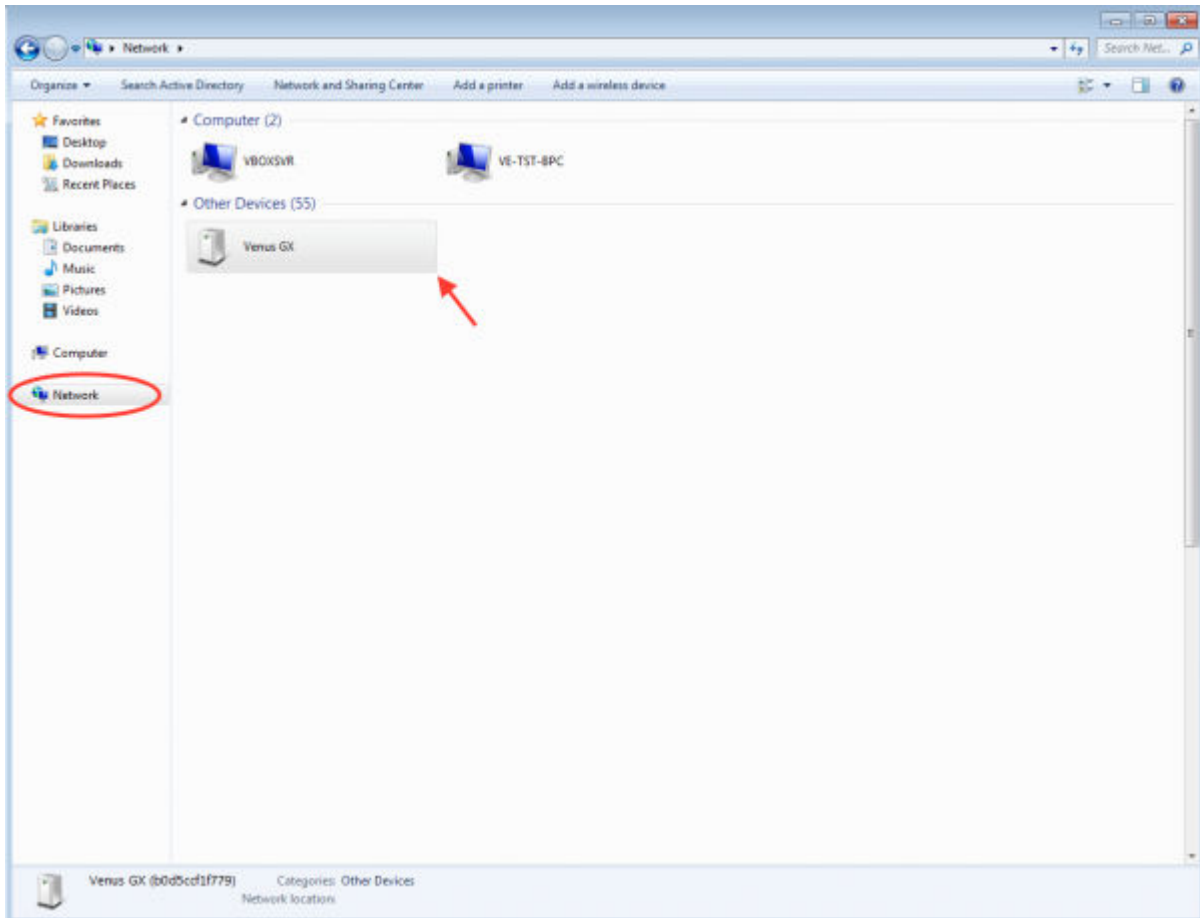 Network
Search Net...
Organize Search Active Directory Network and Sharing Center Add a printer Add a wireless device
Favorites
Desktop
Downloads
Recent Places
Libraries
Documents
Music
Pictures
Videos
Computer
Network
Computer (2)
VBOXSVR VE-TST-8PC
Other Devices (55)
Venus GX
Venus GX (b0d5ccf1f779) Categories: Other Devices
Network location: